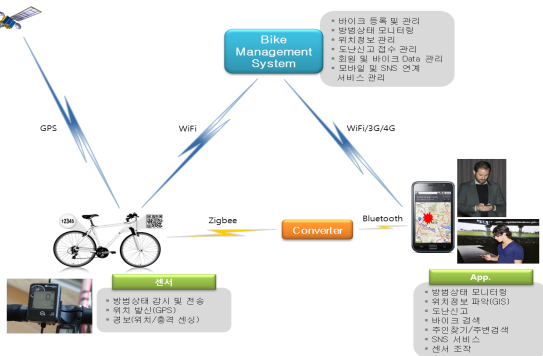 Bike
Management
System
* 바이크 등록 및 관리
* 방범상태 모니터링
* 위치정보 관리
* 도난신고 접수 관리
* 회원 및 바이크 Data 관리
* 모바일 및 SNS 연계
서비스 관리
GPS
WiFi
WiFi/3G/4G
12345
Zigbee
Converter
Bluetooth
센서
* 방범상태 감시 및 전송
* 위치 발신(GPS)
* 경보(위치/충격 센싱)
App.
* 방범상태 모니터링
* 위치정보 파악(GIS)
* 도난신고
* 바이크 검색
* 주인찾기/주변검색
* SNS 서비스
* 센서 조작